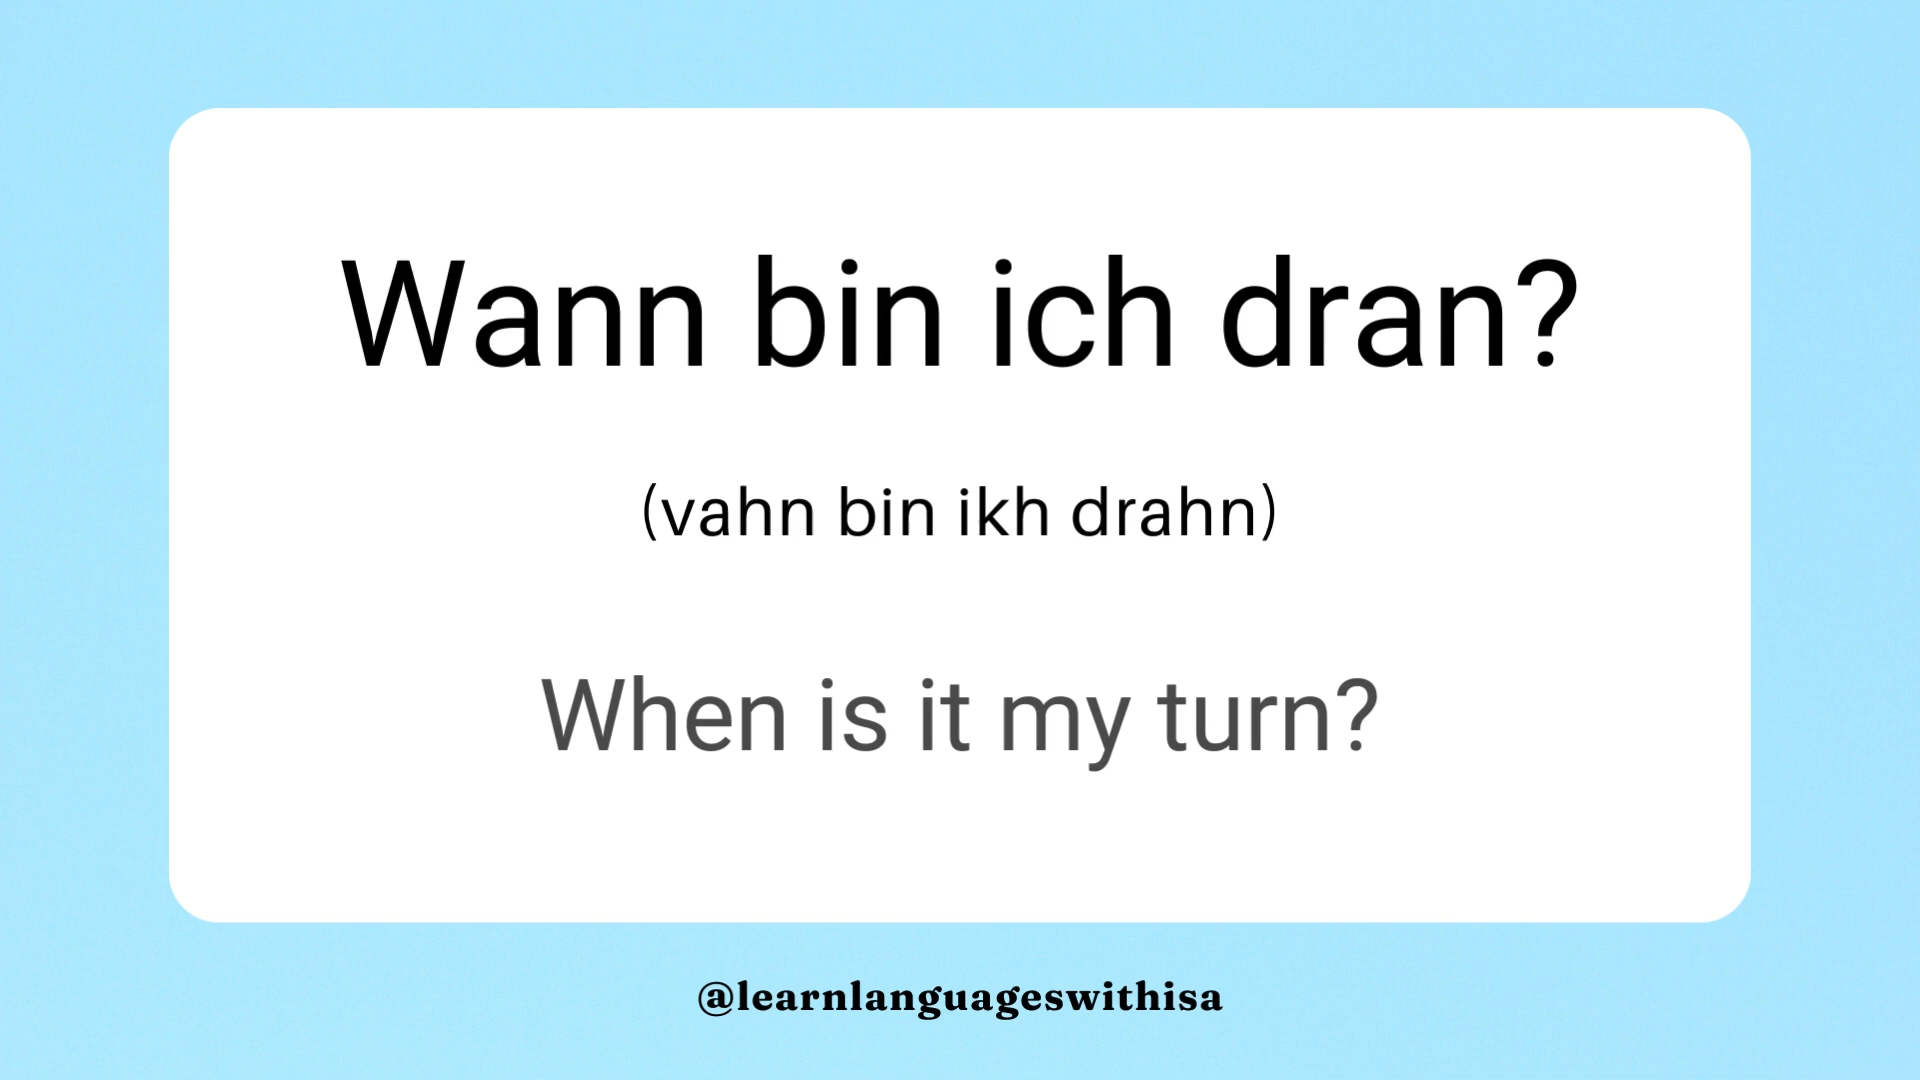 Wann bin ich dran?
(vahn bin ikh drahn)
When is it my turn?
@learnlanguageswithisa